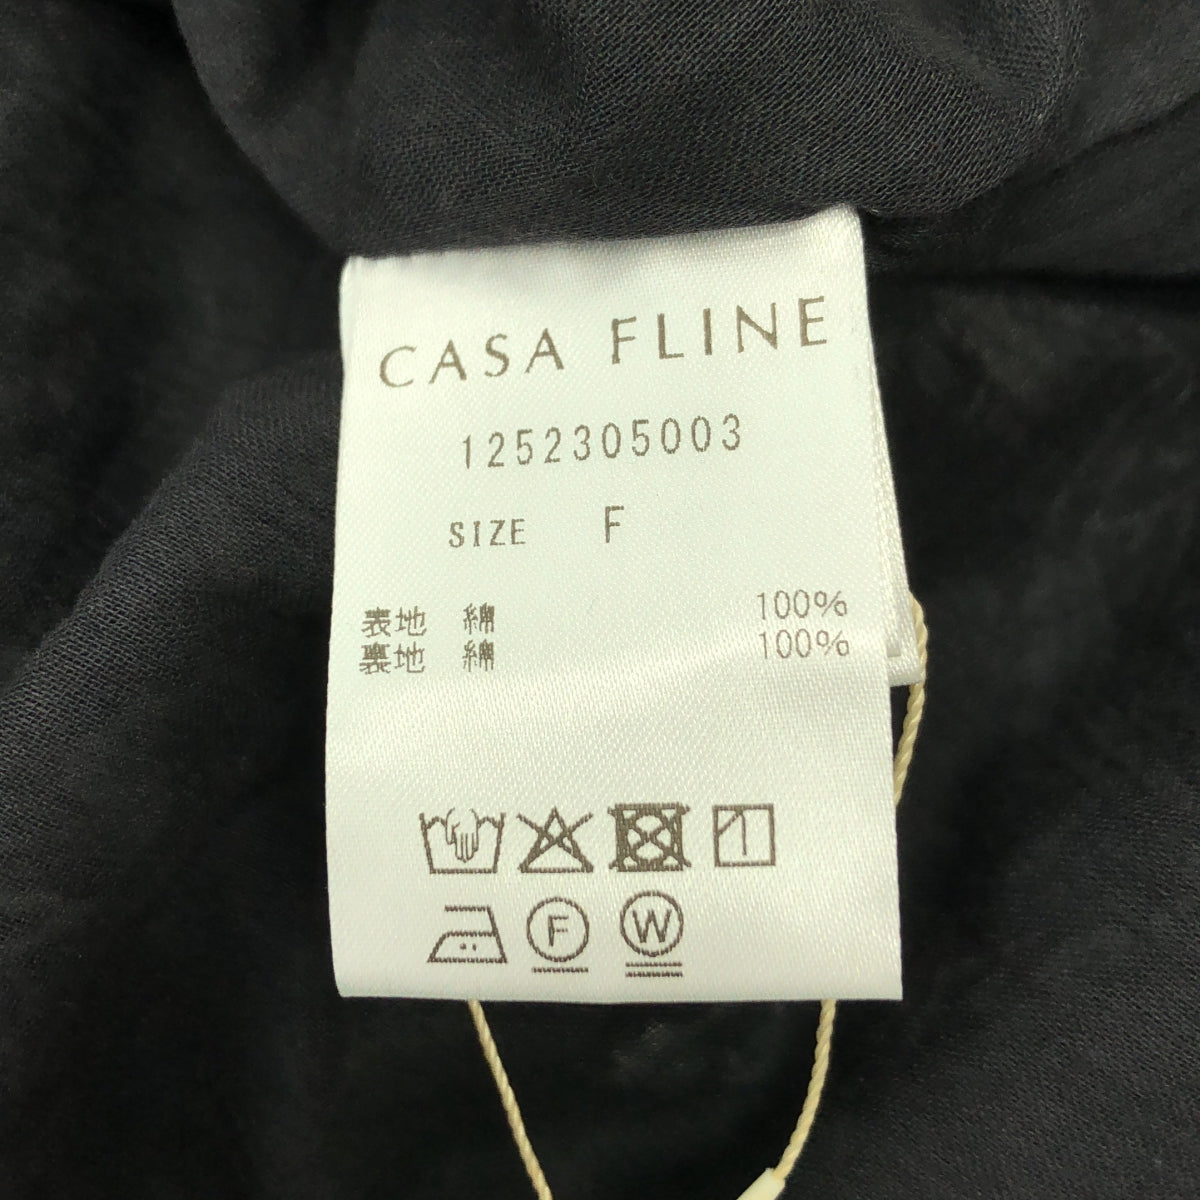 CASA FLINE
1252305003
SIZE F
表地 綿 100%
裏地 綿 100%
F W